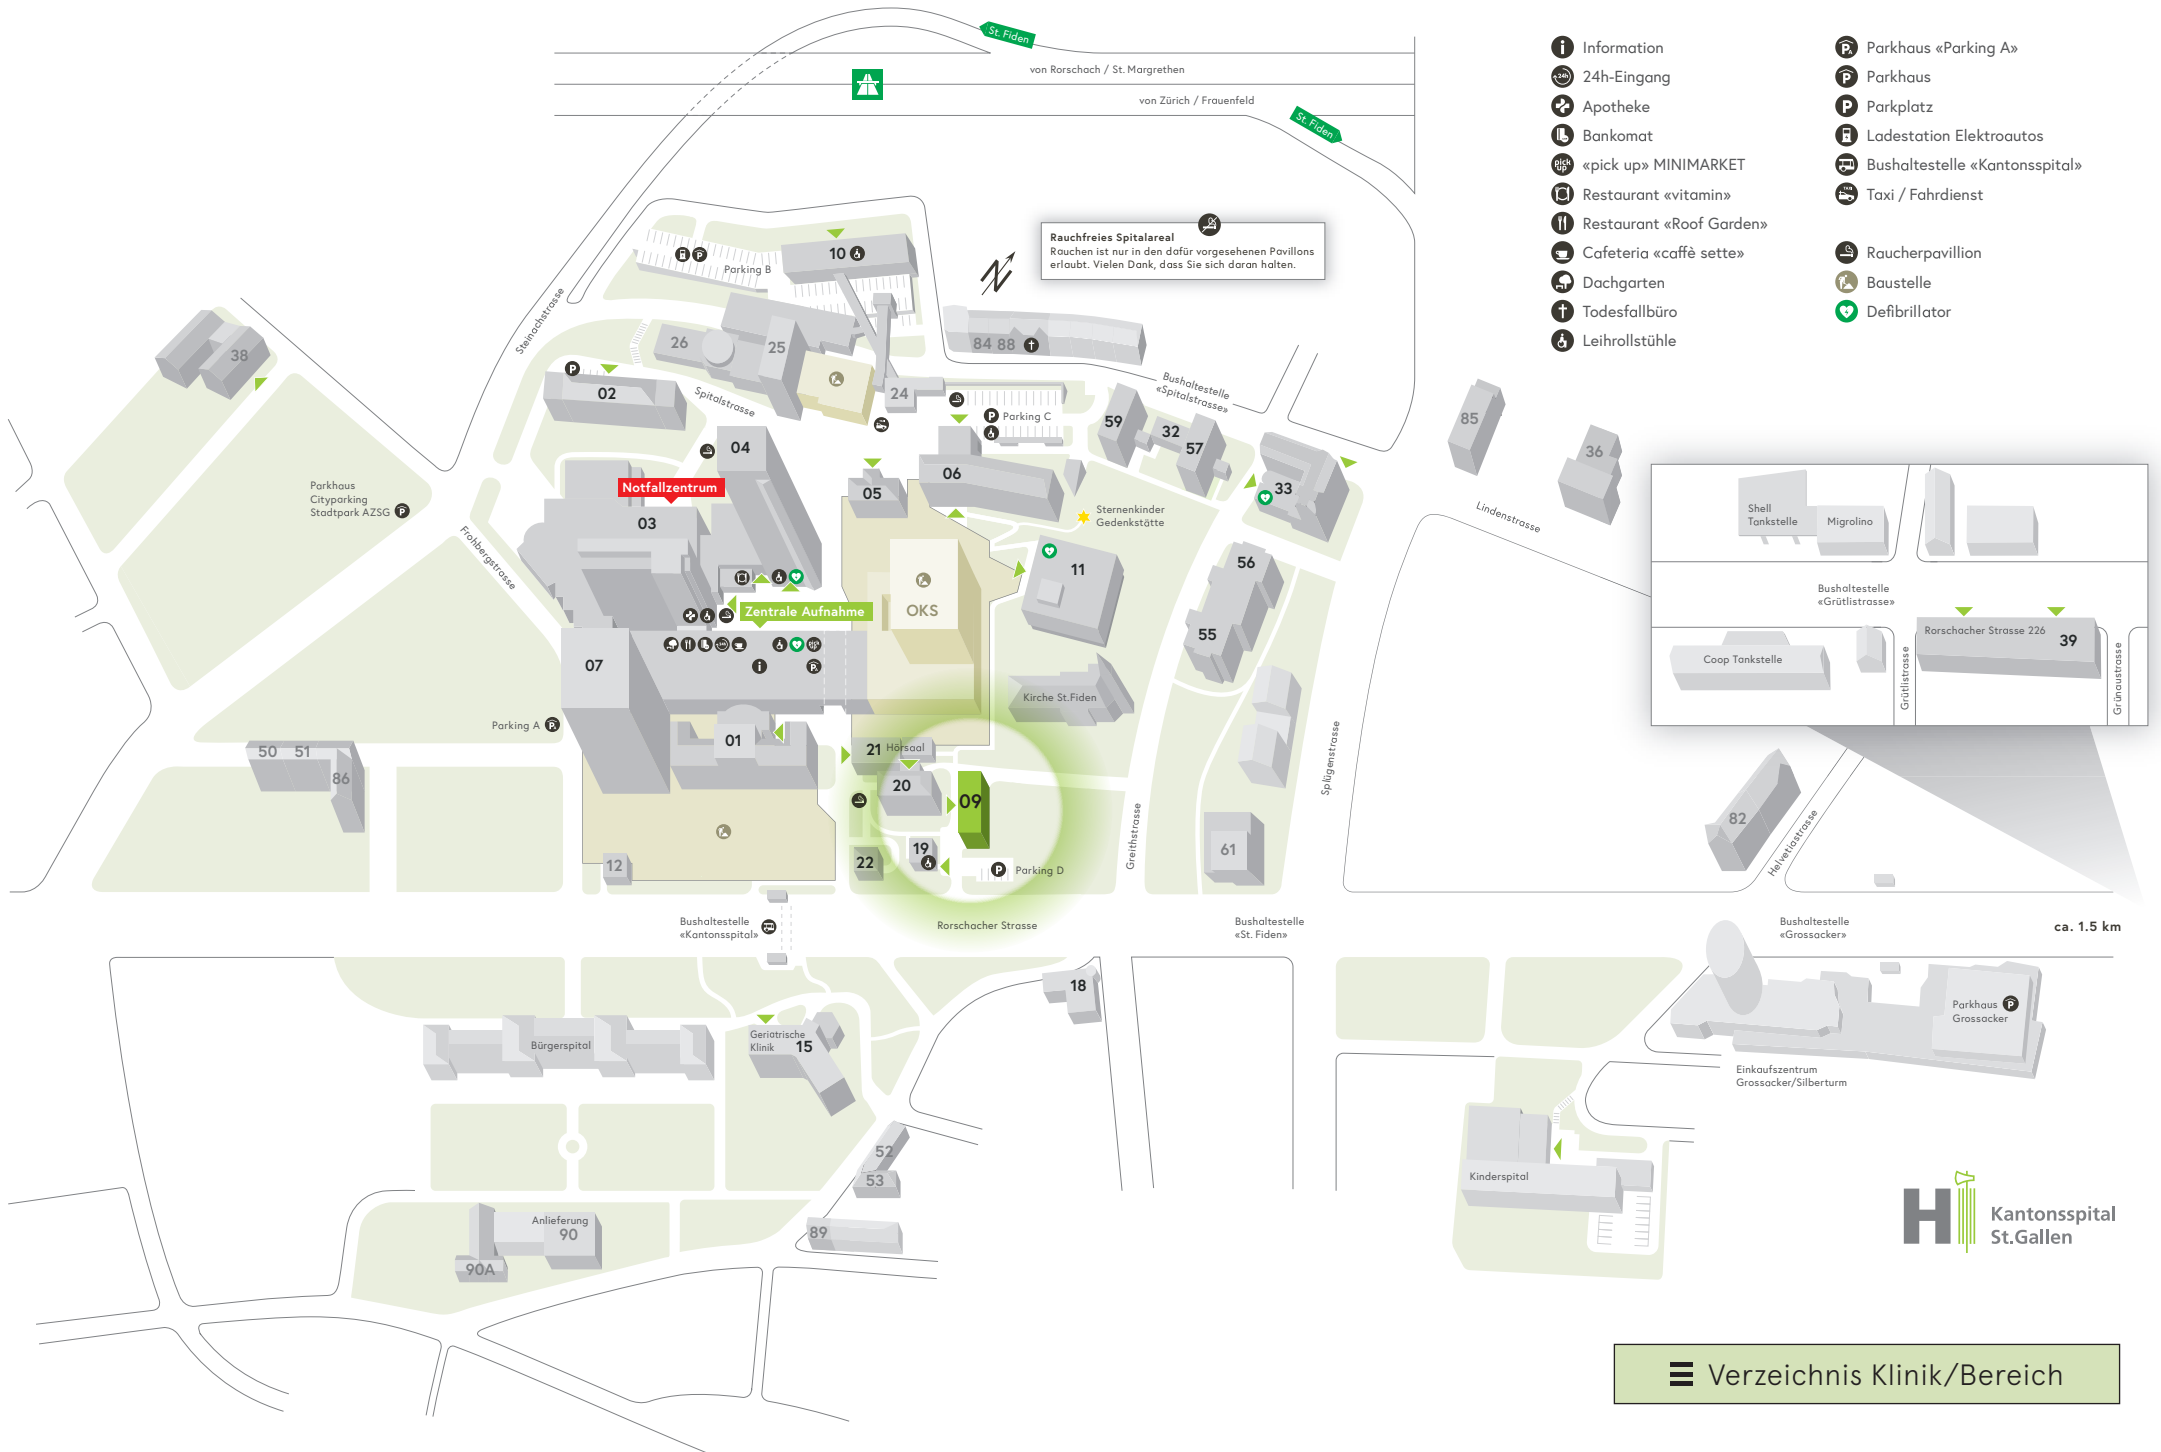 St. Fiden
von Rorschach / St. Margrethen
von Zürich / Frauenfeld
St. Fiden
Information
24h-Eingang
Apotheke
Bankomat
«pick up» MINIMARKET
Restaurant «vitamin»
Restaurant «Roof Garden»
Cafeteria «caffè sette»
Dachgarten
Todesfallbüro
Leihrollstühle
Parkhaus «Parking A»
Parkhaus
Parkplatz
Ladestation Elektroautos
Bushaltestelle «Kantonsspital»
Taxi / Fahrdienst
Raucherpavillion
Baustelle
Defibrillator
Rauchfreies Spitalareal
Rauchen ist nur in den dafür vorgesehenen Pavillons
erlaubt. Vielen Dank, dass Sie sich daran halten.
N
Parking B
10
Steinachstrasse
38
26
25
84 88
02
Spitalstrasse
24
Bushaltestelle
«Spitalstrasse»
Parking C
59
32
57
85
36
04
06
05
33
Notfallzentrum
03
Parkhaus
Cityparking
Stadtpark AZSG
Frohbergstrasse
Sternenkinder
Gedenkstätte
Lindenstrasse
11
56
55
OKS
Zentrale Aufnahme
07
Kirche St.Fiden
Parking A
01
21 Hörsaal
20
09
19
22
Parking D
50 51
86
12
Greithstrasse
Splügenstrasse
61
82
Helvetiastrasse
Shell
Tankstelle
Migrolino
Bushaltestelle
«Grütlistrasse»
Coop Tankstelle
Grütlistrasse
Rorschacher Strasse 226
39
Grünaustrasse
Bushaltestelle
«Kantonsspital»
Rorschacher Strasse
Bushaltestelle
«St. Fiden»
Bushaltestelle
«Grossacker»
ca. 1.5 km
18
Bürgerspital
Geriatrische
Klinik
15
Parkhaus
Grossacker
Einkaufszentrum
Grossacker/Silberturm
52
53
89
Anlieferung
90
90A
Kinderspital
Kantonsspital
St.Gallen
Verzeichnis Klinik/Bereich